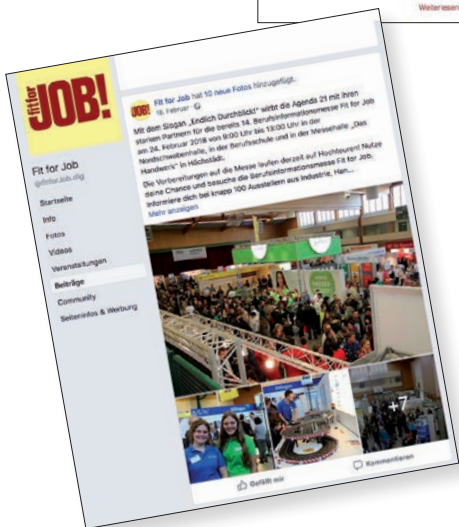 Weiterlesen
fitfor
JOB!
Fit for Job
@fitforJob.dlg
Startseite
Info
Fotos
Videos
Veranstaltungen
Beiträge
Community
Seiteninfos & Werbung
JOB!
Fit for Job hat 10 neue Fotos hinzugefügt.
19. Februar
Mit dem Slogan „Endlich Durchblick!" wirbt die Agenda 21 mit ihren
starken Partnern für die bereits 14. Berufsinformationsmesse Fit for Job
am 24. Februar 2018 von 9:00 Uhr bis 13:00 Uhr in der
Nordschwabenhalle, in der Berufsschule und in der Messehalle „Das
Handwerk" in Höchstädt.
Die Vorbereitungen auf die Messe laufen derzeit auf Hochtouren! Nutze
deine Chance und besuche die Berufsinformationsmesse Fit for Job.
Informiere dich bei knapp 100 Ausstellern aus Industrie, Han...
Mehr anzeigen
+7
Gefällt mir
Kommentieren